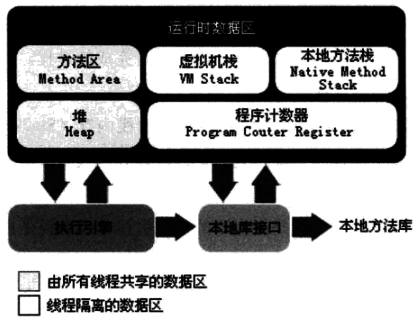 运行时数据区
方法区
Method Area
虚拟机栈
VM Stack
本地方法栈
Native Method
Stack
堆
Heap
程序计数器
Program Couter Register
执行引擎
本地库接口
本地方法库
由所有线程共享的数据区
线程隔离的数据区